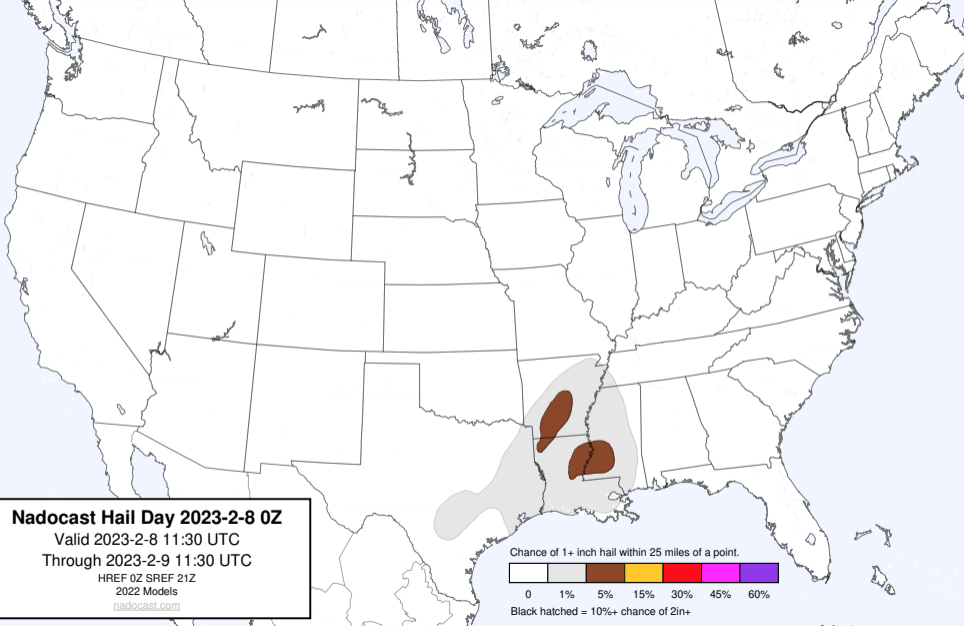 Nadocast Hail Day 2023-2-8 0Z
Valid 2023-2-8 11:30 UTC
Through 2023-2-9 11:30 UTC
HREF 0Z SREF 21Z
2022 Models
nadocast.com
Chance of 1+ inch hail within 25 miles of a point.
0 1% 5% 15% 30% 45% 60%
Black hatched = 10%+ chance of 2in+